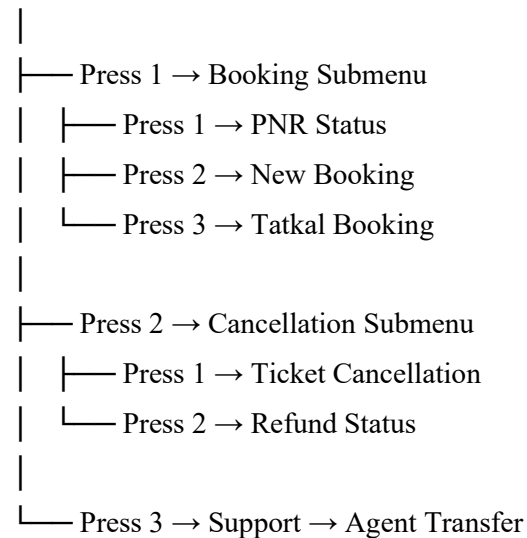 │
├── Press 1 → Booking Submenu
│ ├── Press 1 → PNR Status
│ ├── Press 2 → New Booking
│ └── Press 3 → Tatkal Booking
│
├── Press 2 → Cancellation Submenu
│ ├── Press 1 → Ticket Cancellation
│ └── Press 2 → Refund Status
│
└── Press 3 → Support → Agent Transfer